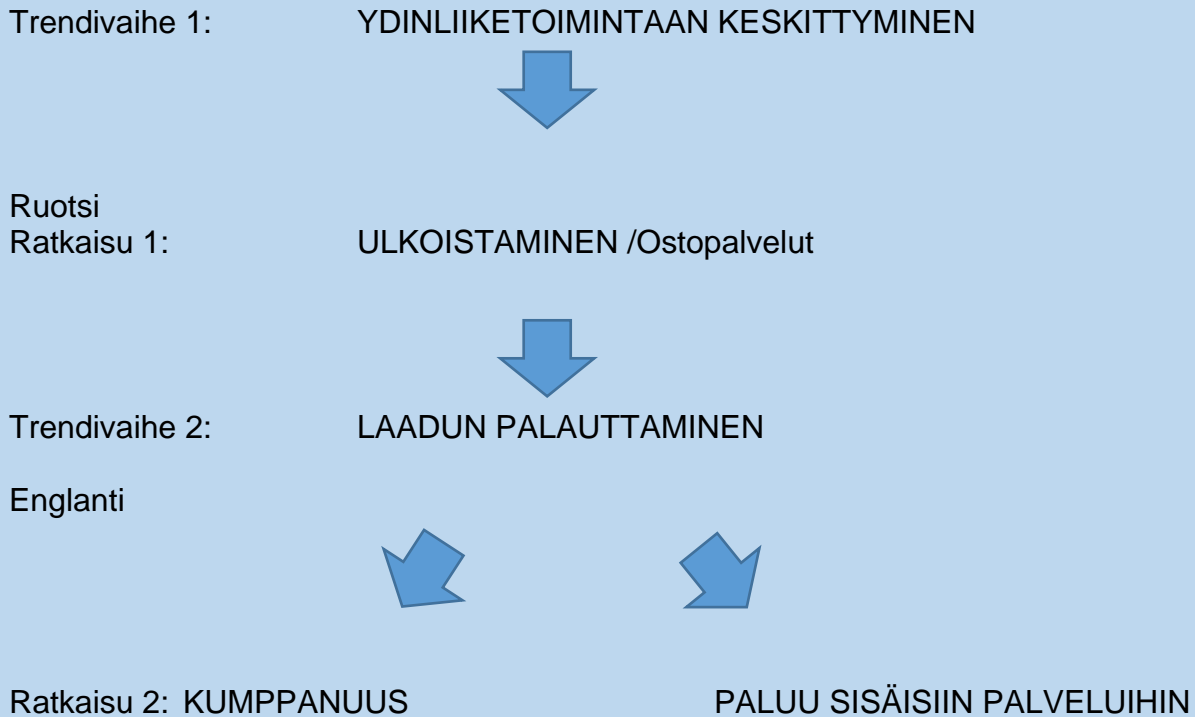 Trendivaihe 1: YDINLIIKETOIMINTAAN KESKITTYMINEN
Ruotsi
Ratkaisu 1: ULKOISTAMINEN /Ostopalvelut
Trendivaihe 2: LAADUN PALAUTTAMINEN
Englanti
Ratkaisu 2: KUMPPANUUS PALUU SISÄISIIN PALVELUIHIN